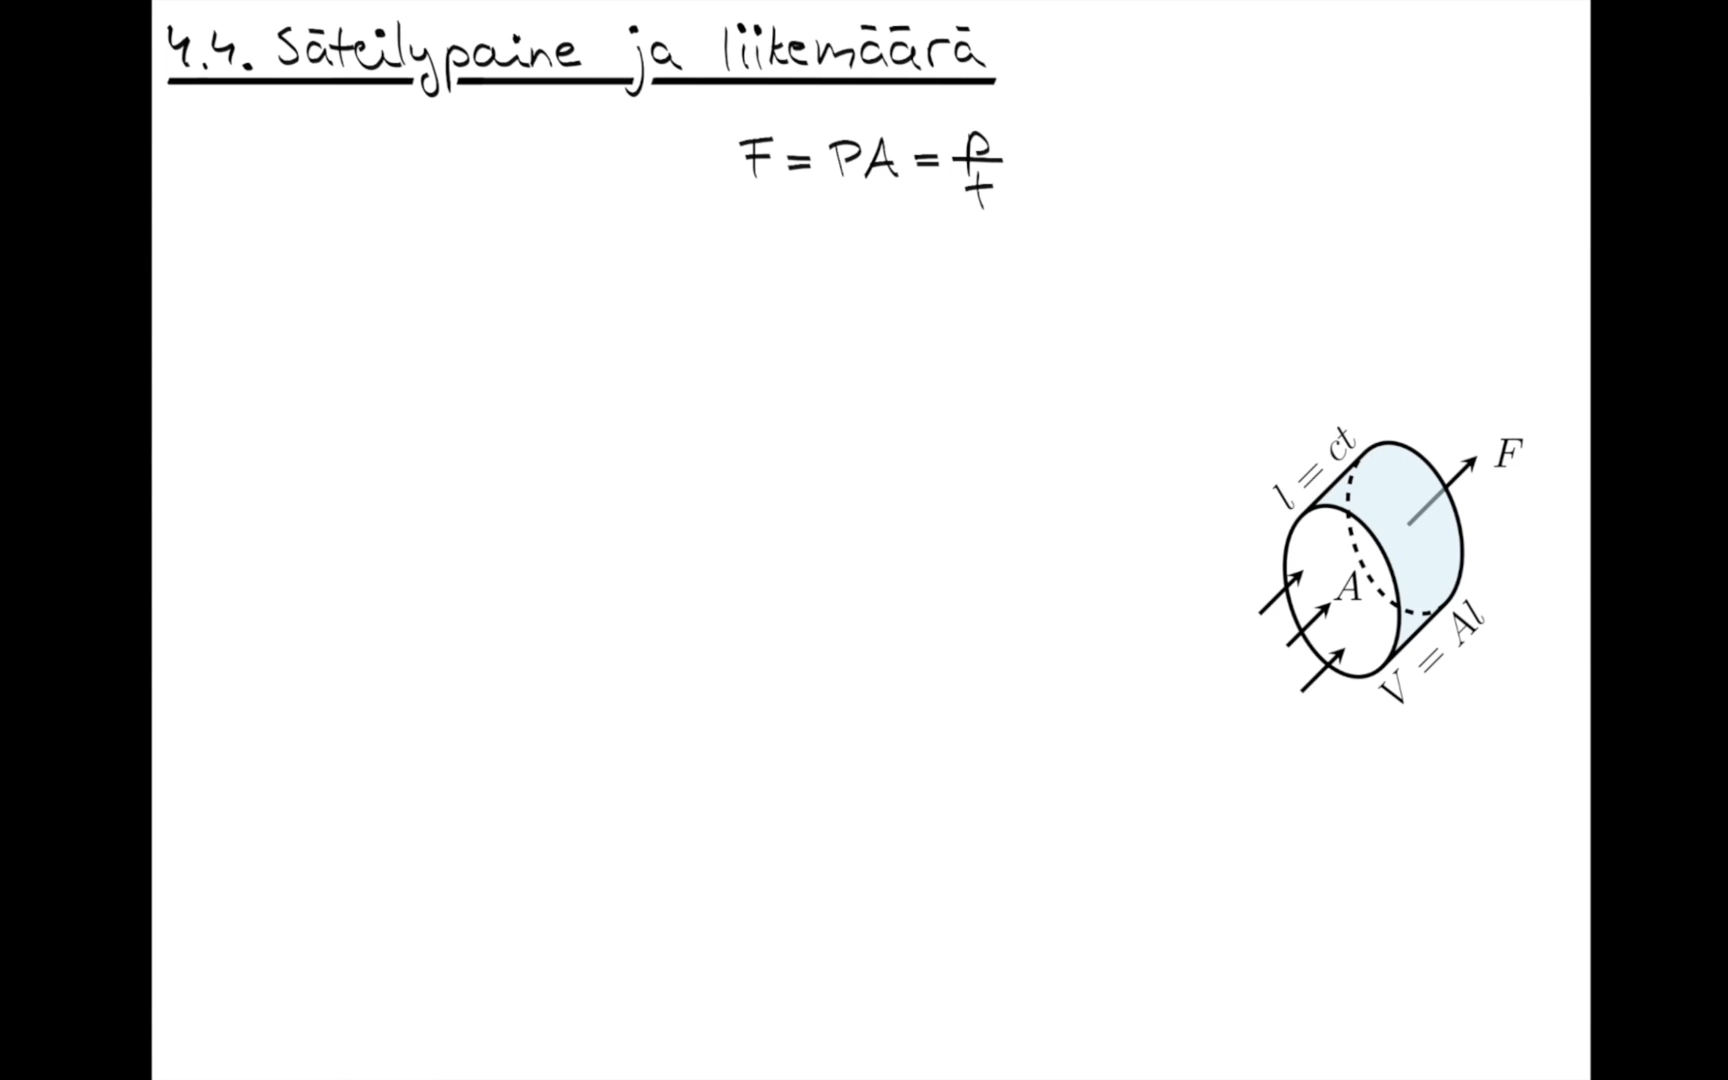 4.4. Säteilypaine ja liikemäärä
F = PA = p/t
l = ct
F
A
V = Al